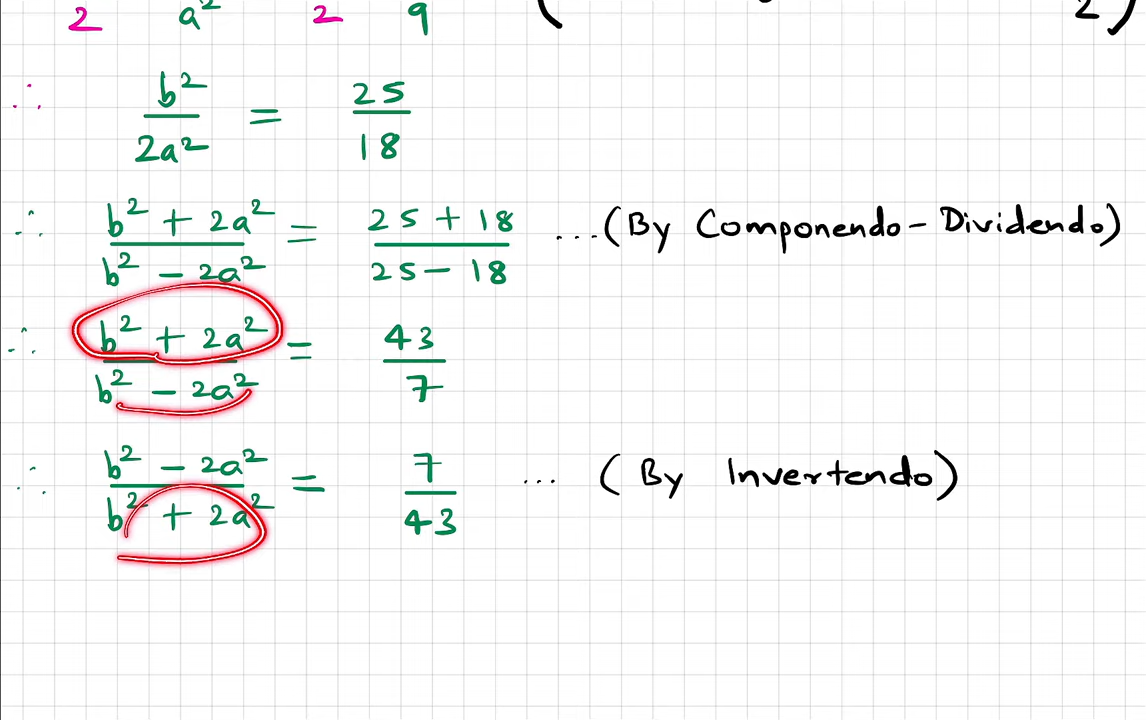 2 a² 2 9 ( 2 )
∴ b²/2a² = 25/18
∴ b² + 2a²/b² - 2a² = 25 + 18/25 - 18 ...(By Componendo - Dividendo)
∴ b² + 2a²/b² - 2a² = 43/7
∴ b² - 2a²/b² + 2a² = 7/43 ... (By Invertendo)